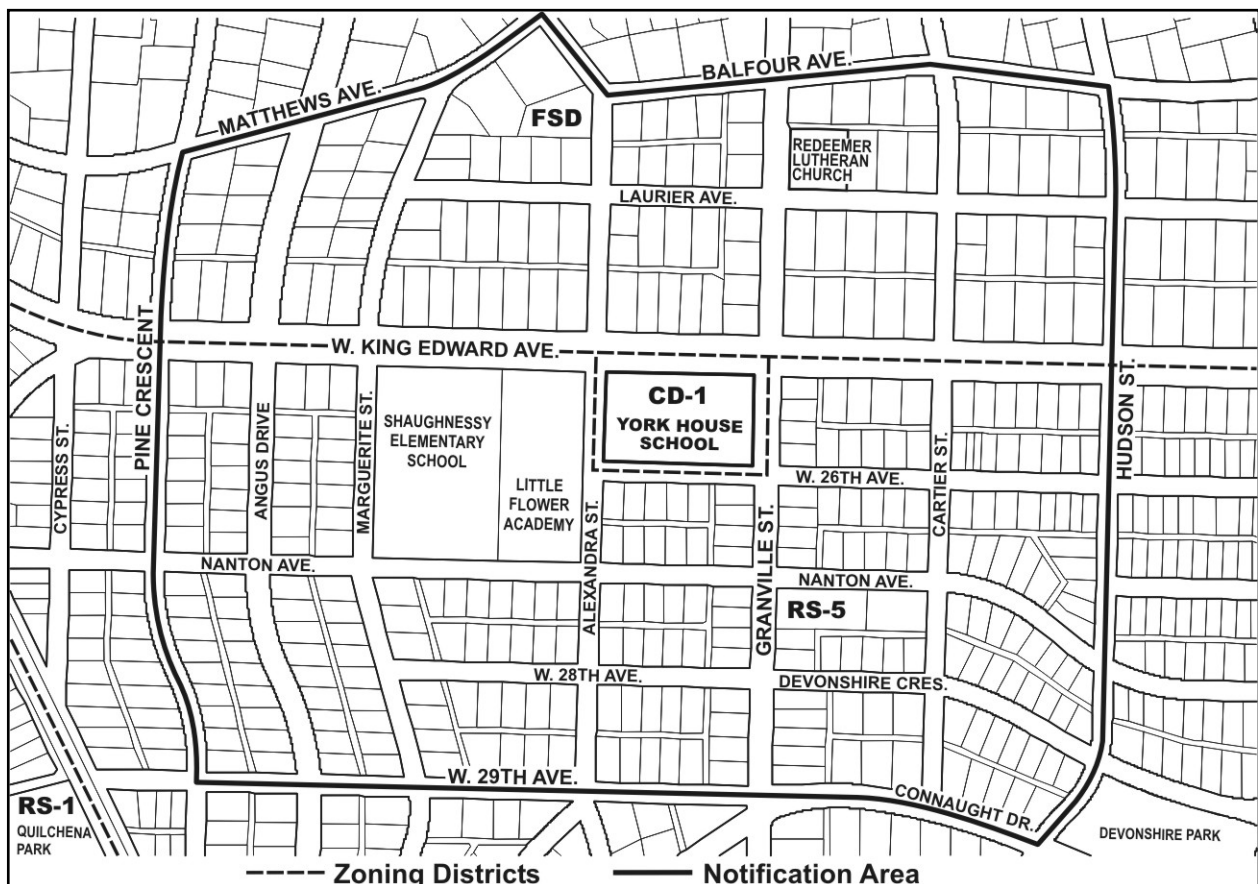 MATTHEWS AVE.
BALFOUR AVE.
FSD
REDEEMER
LUTHERAN
CHURCH
LAURIER AVE.
PINE CRESCENT
W. KING EDWARD AVE.
HUDSON ST.
CYPRESS ST.
ANGUS DRIVE
MARGUERITE ST.
SHAUGHNESSY
ELEMENTARY
SCHOOL
LITTLE
FLOWER
ACADEMY
CD-1
YORK HOUSE
SCHOOL
W. 26TH AVE.
CARTIER ST.
ALEXANDRA ST.
GRANVILLE ST.
NANTON AVE.
NANTON AVE.
RS-5
W. 28TH AVE.
DEVONSHIRE CRES.
W. 29TH AVE.
CONNAUGHT DR.
RS-1
QUILCHENA
PARK
DEVONSHIRE PARK
Zoning Districts
Notification Area